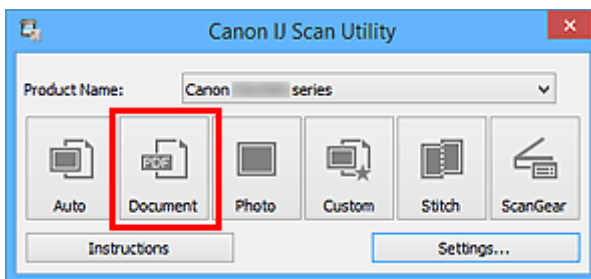 Canon IJ Scan Utility
Product Name: Canon series
PDF
Auto Document Photo Custom Stitch ScanGear
Instructions Settings...